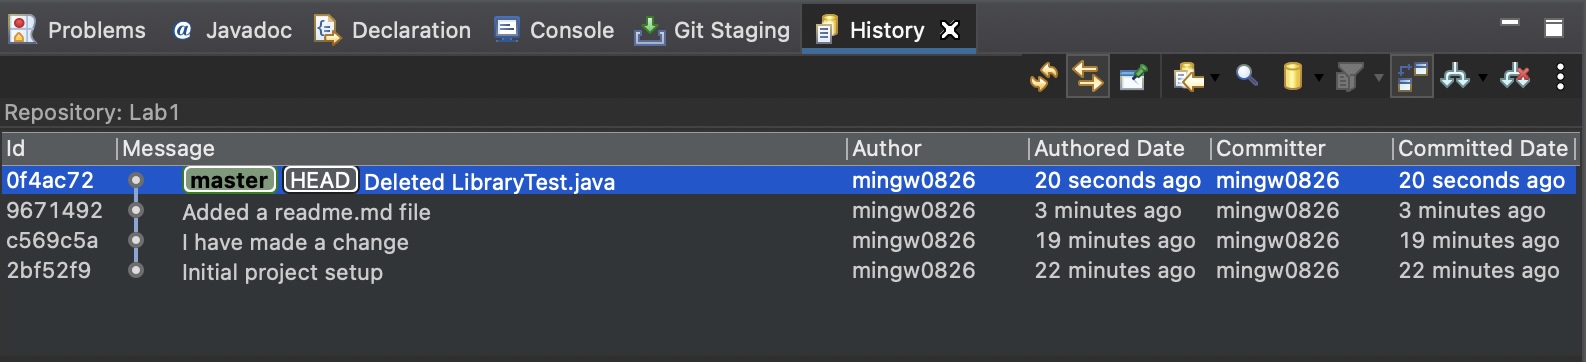 Problems @ Javadoc Declaration Console Git Staging History
Repository: Lab1
Id Message Author Authored Date Committer Committed Date
0f4ac72 master HEAD Deleted LibraryTest.java mingw0826 20 seconds ago mingw0826 20 seconds ago
9671492 Added a readme.md file mingw0826 3 minutes ago mingw0826 3 minutes ago
c569c5a I have made a change mingw0826 19 minutes ago mingw0826 19 minutes ago
2bf52f9 Initial project setup mingw0826 22 minutes ago mingw0826 22 minutes ago